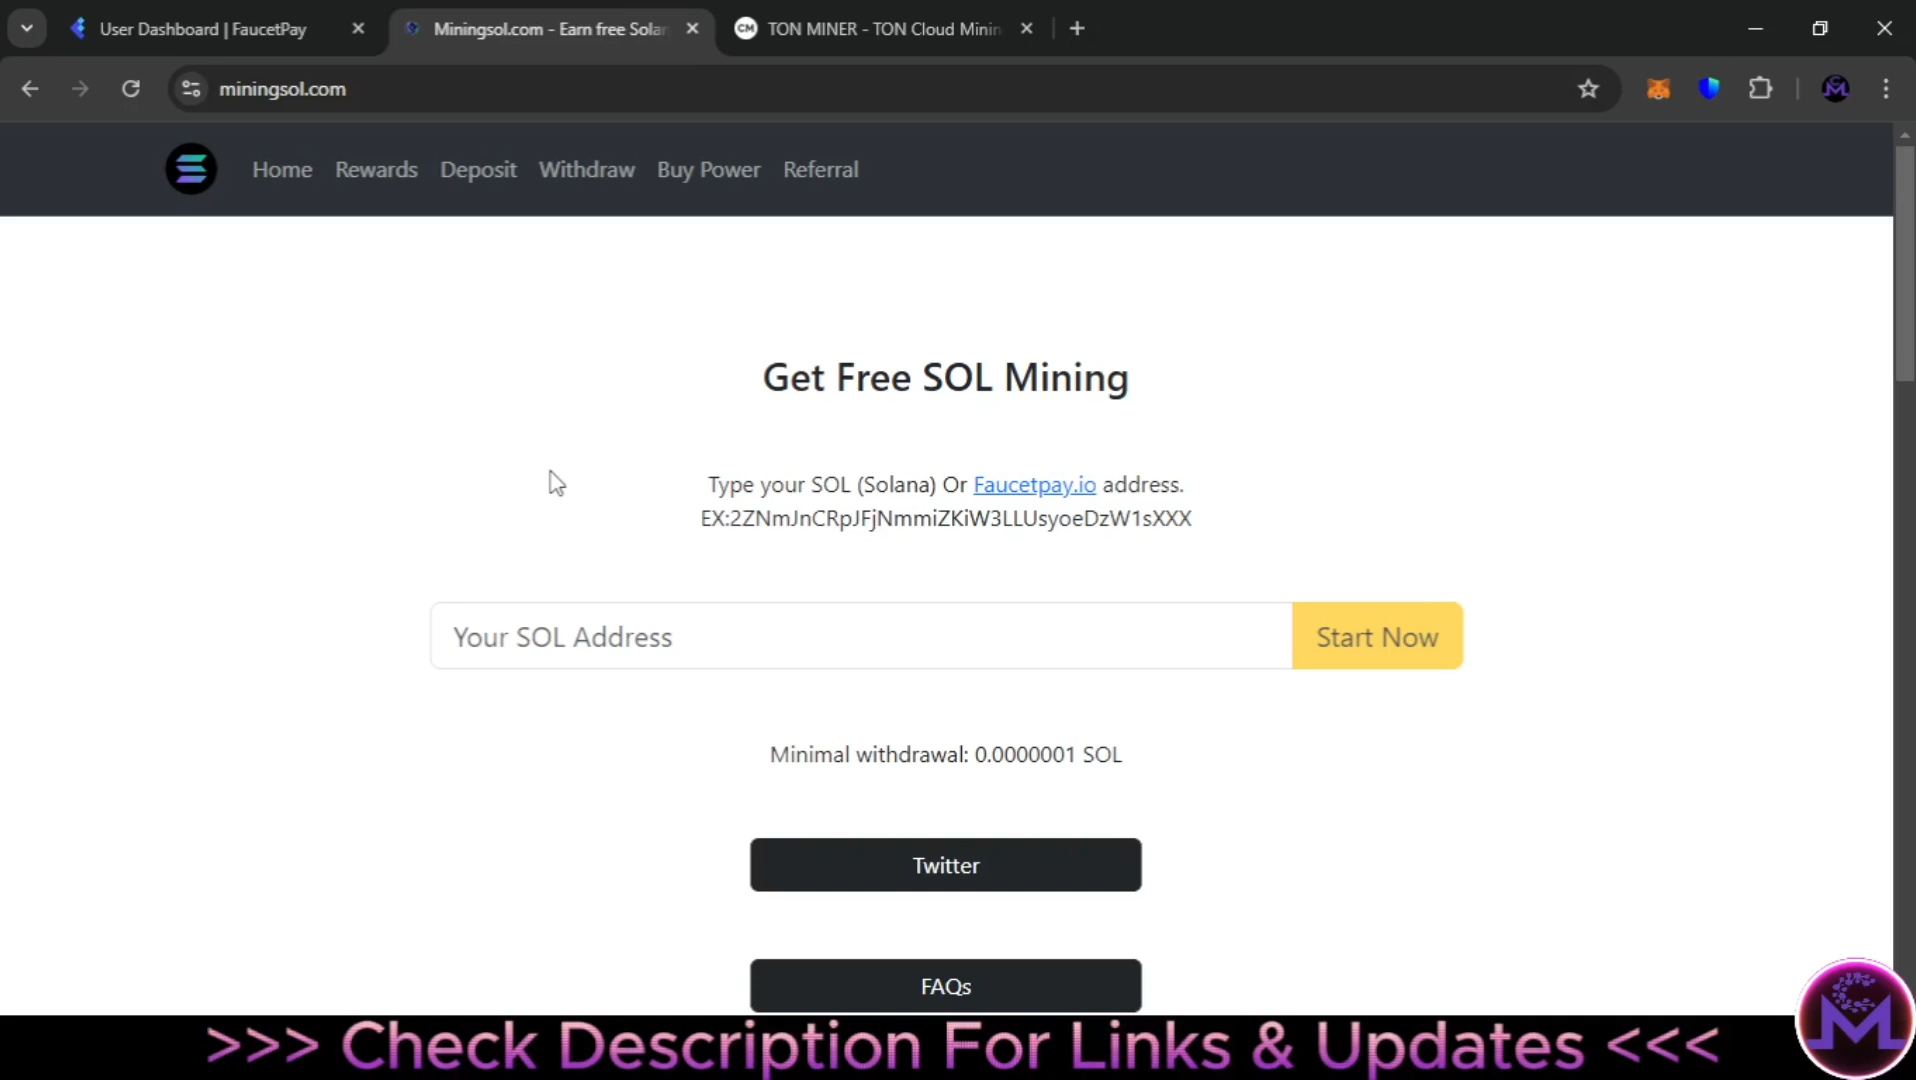 User Dashboard | FaucetPay
Miningsol.com - Earn free Solan
TON MINER - TON Cloud Minin
miningsol.com
Home Rewards Deposit Withdraw Buy Power Referral
Get Free SOL Mining
Type your SOL (Solana) Or Faucetpay.io address.
EX:2ZNmJnCRpJFjNmmiZKiW3LLUsyoeDzW1sXXX
Your SOL Address
Start Now
Minimal withdrawal: 0.0000001 SOL
Twitter
FAQs
>>> Check Description For Links & Updates <<<